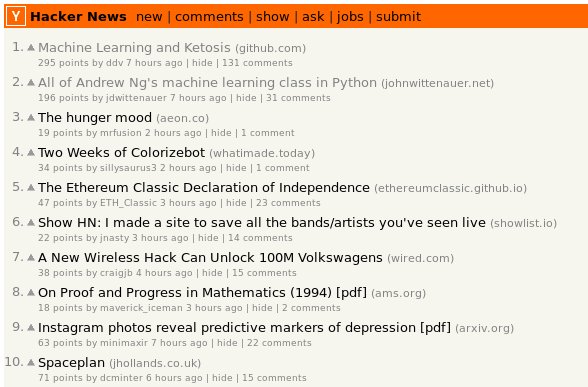 Y Hacker News new | comments | show | ask | jobs | submit
1. Machine Learning and Ketosis (github.com)
295 points by ddv 7 hours ago | hide | 131 comments
2. All of Andrew Ng's machine learning class in Python (johnwittenauer.net)
196 points by jdwittenauer 7 hours ago | hide | 31 comments
3. The hunger mood (aeon.co)
19 points by mrfusion 2 hours ago | hide | 1 comment
4. Two Weeks of Colorizebot (whatimade.today)
34 points by sillysaurus3 2 hours ago | hide | 1 comment
5. The Ethereum Classic Declaration of Independence (ethereumclassic.github.io)
47 points by ETH_Classic 3 hours ago | hide | 23 comments
6. Show HN: I made a site to save all the bands/artists you've seen live (showlist.io)
22 points by jnasty 3 hours ago | hide | 14 comments
7. A New Wireless Hack Can Unlock 100M Volkswagens (wired.com)
38 points by craigjb 4 hours ago | hide | 15 comments
8. On Proof and Progress in Mathematics (1994) [pdf] (ams.org)
18 points by maverick_iceman 3 hours ago | hide | 2 comments
9. Instagram photos reveal predictive markers of depression [pdf] (arxiv.org)
63 points by minimaxir 7 hours ago | hide | 22 comments
10. Spaceplan (jhollands.co.uk)
71 points by dcminter 6 hours ago | hide | 15 comments